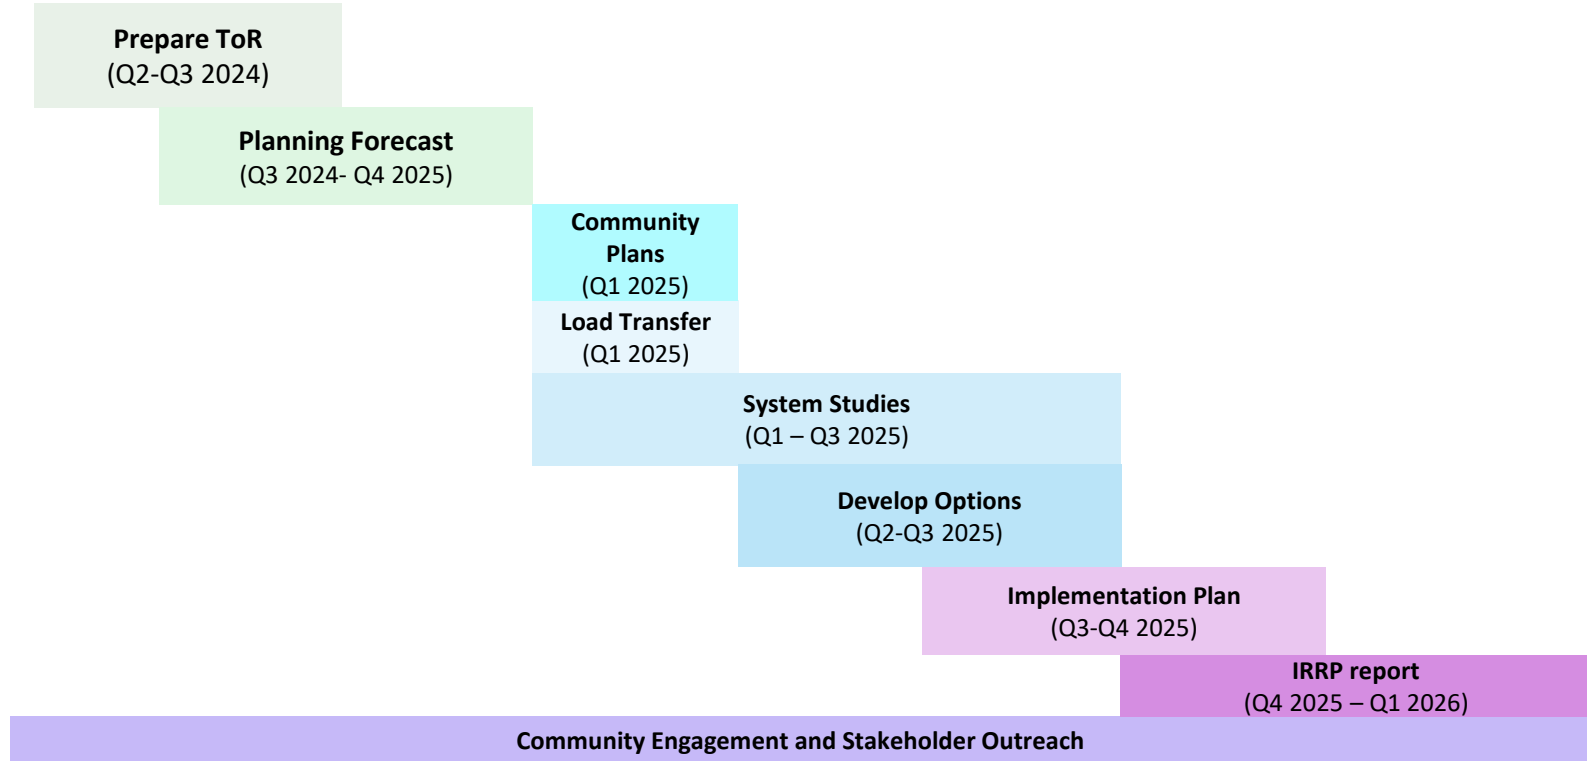 Prepare ToR
(Q2-Q3 2024)
Planning Forecast
(Q3 2024- Q4 2025)
Community
Plans
(Q1 2025)
Load Transfer
(Q1 2025)
System Studies
(Q1 – Q3 2025)
Develop Options
(Q2-Q3 2025)
Implementation Plan
(Q3-Q4 2025)
IRRP report
(Q4 2025 – Q1 2026)
Community Engagement and Stakeholder Outreach